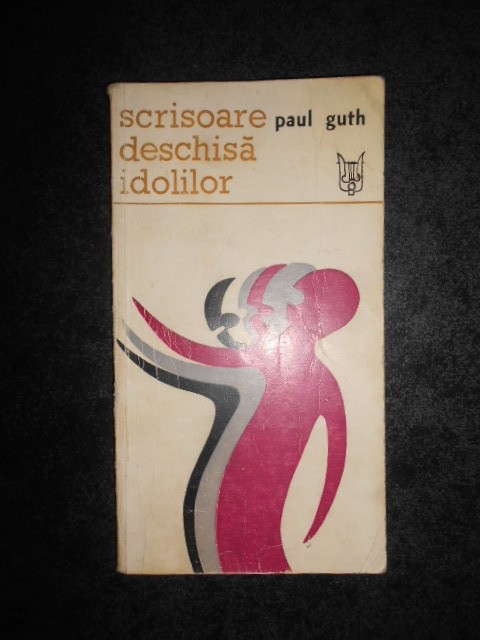 scrisoare
deschisă
idolilor
paul guth